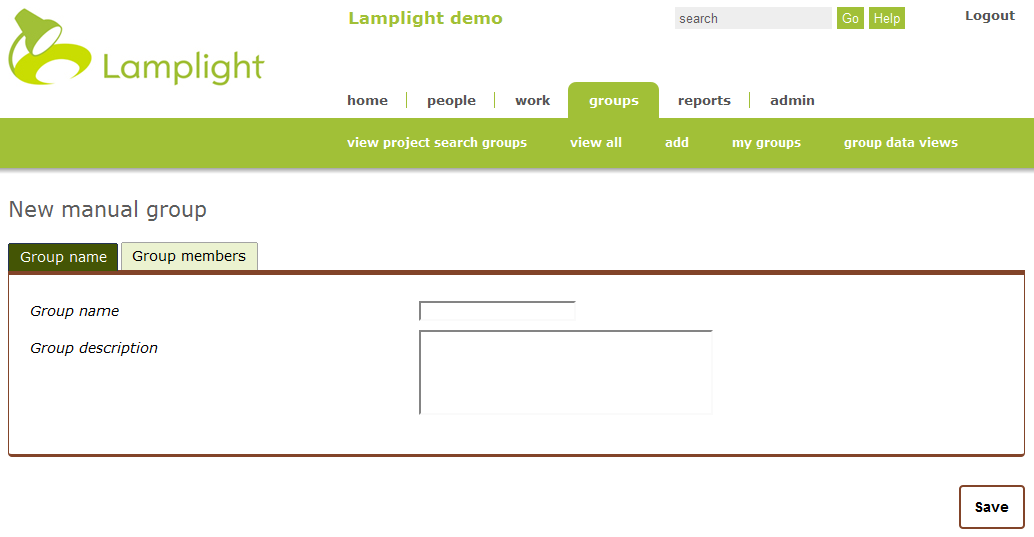 Lamplight
Lamplight demo
search Go Help Logout
home people work groups reports admin
view project search groups view all add my groups group data views
New manual group
Group name Group members
Group name
Group description
Save